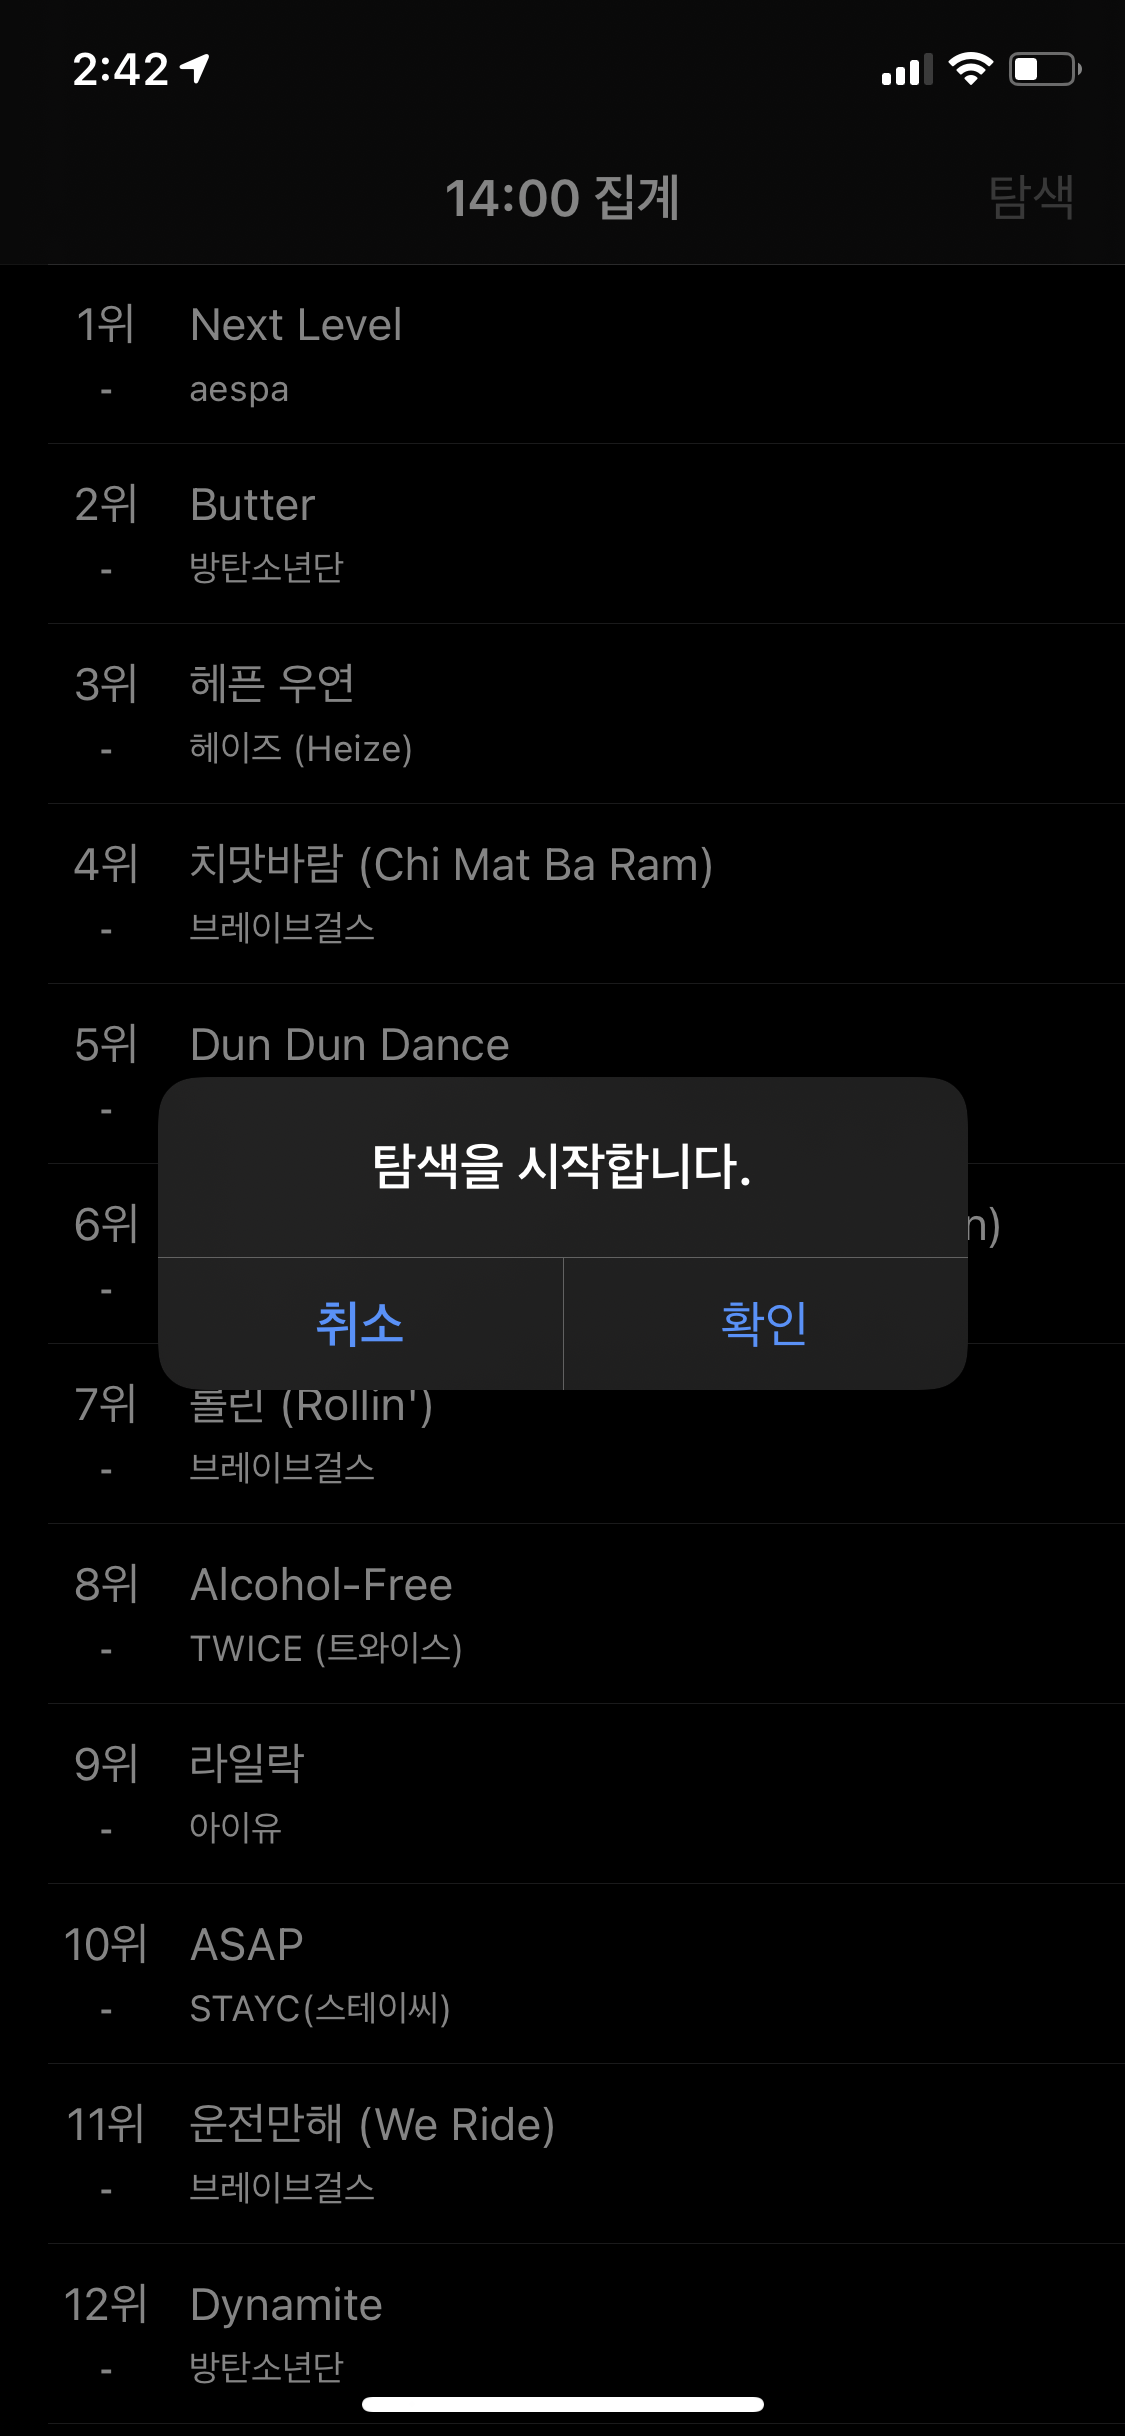 2:42
14:00 집계
탐색
1위 Next Level
- aespa
2위 Butter
- 방탄소년단
3위 헤픈 우연
- 헤이즈 (Heize)
4위 치맛바람 (Chi Mat Ba Ram)
- 브레이브걸스
5위 Dun Dun Dance
-
탐색을 시작합니다.
6위
-
취소
확인
7위 롤린 (Rollin')
- 브레이브걸스
8위 Alcohol-Free
- TWICE (트와이스)
9위 라일락
- 아이유
10위 ASAP
- STAYC(스테이씨)
11위 운전만해 (We Ride)
- 브레이브걸스
12위 Dynamite
- 방탄소년단